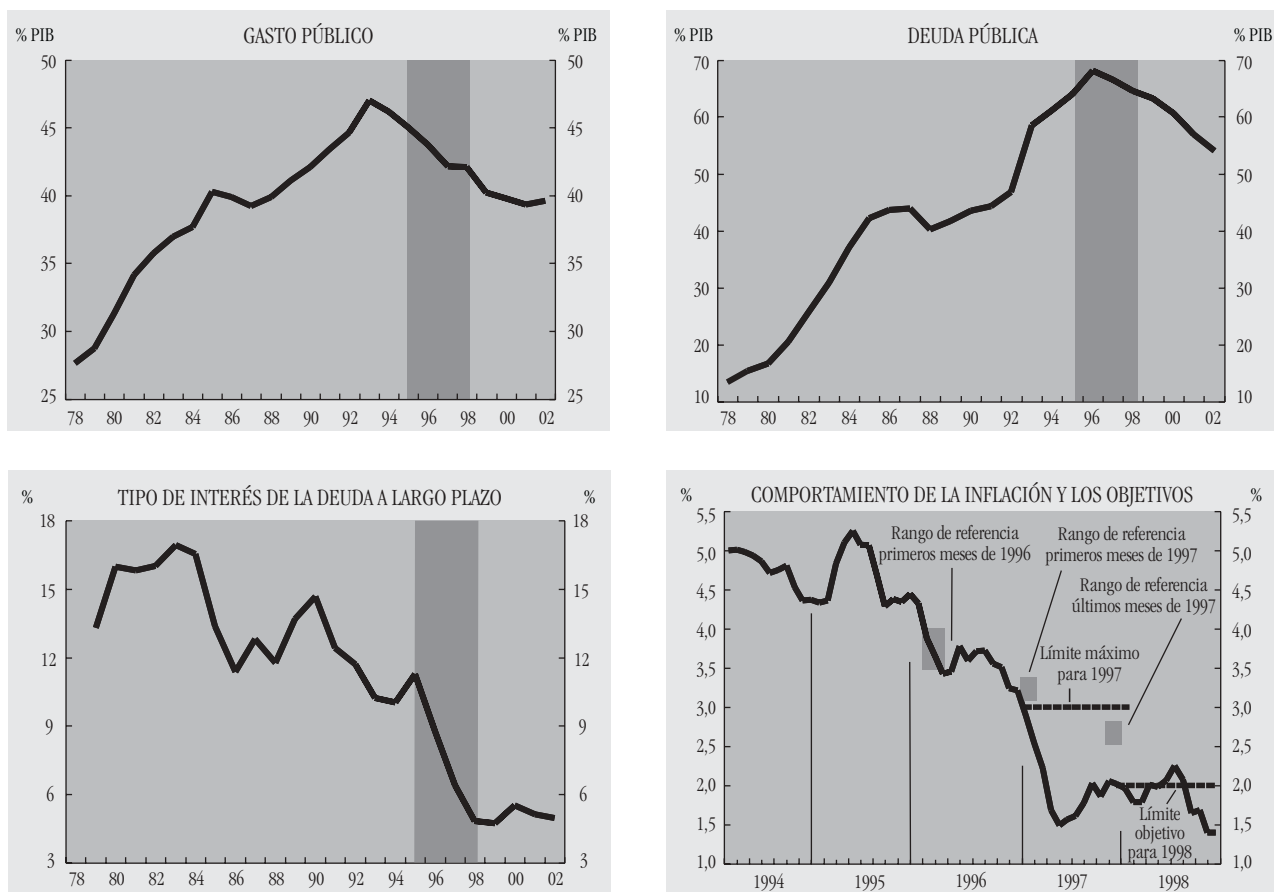 % PIB GASTO PÚBLICO % PIB
50 50
45 45
40 40
35 35
30 30
25 25
78 80 82 84 86 88 90 92 94 96 98 00 02
% PIB DEUDA PÚBLICA % PIB
70 70
60 60
50 50
40 40
30 30
20 20
10 10
78 80 82 84 86 88 90 92 94 96 98 00 02
% TIPO DE INTERÉS DE LA DEUDA A LARGO PLAZO %
18 18
15 15
12 12
9 9
6 6
3 3
78 80 82 84 86 88 90 92 94 96 98 00 02
% COMPORTAMIENTO DE LA INFLACIÓN Y LOS OBJETIVOS %
5,5 5,5
5,0 5,0
4,5 4,5
4,0 4,0
3,5 3,5
3,0 3,0
2,5 2,5
2,0 2,0
1,5 1,5
1,0 1,0
Rango de referencia
primeros meses de 1996
Rango de referencia
primeros meses de 1997
Rango de referencia
últimos meses de 1997
Límite máximo
para 1997
Límite
objetivo
para 1998
1994 1995 1996 1997 1998